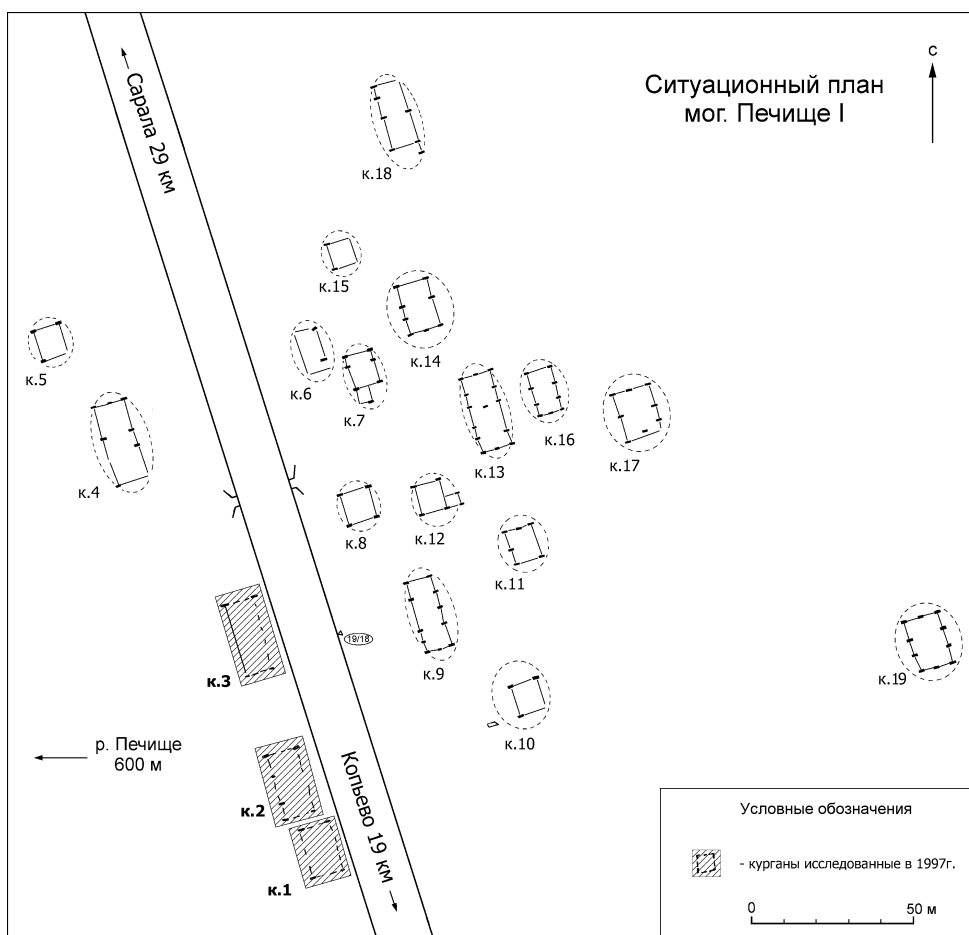 Ситуационный план
мог. Печище I
С
Сарала 29 км
к.18
к.15
к.14
к.5
к.6
к.7
к.16
к.13
к.17
к.4
к.8
к.12
к.11
19/18
к.3
к.9
к.19
к.10
р. Печище
600 м
Копьево 19 км
к.2
к.1
Условные обозначения
- курганы исследованные в 1997г.
0 50 м